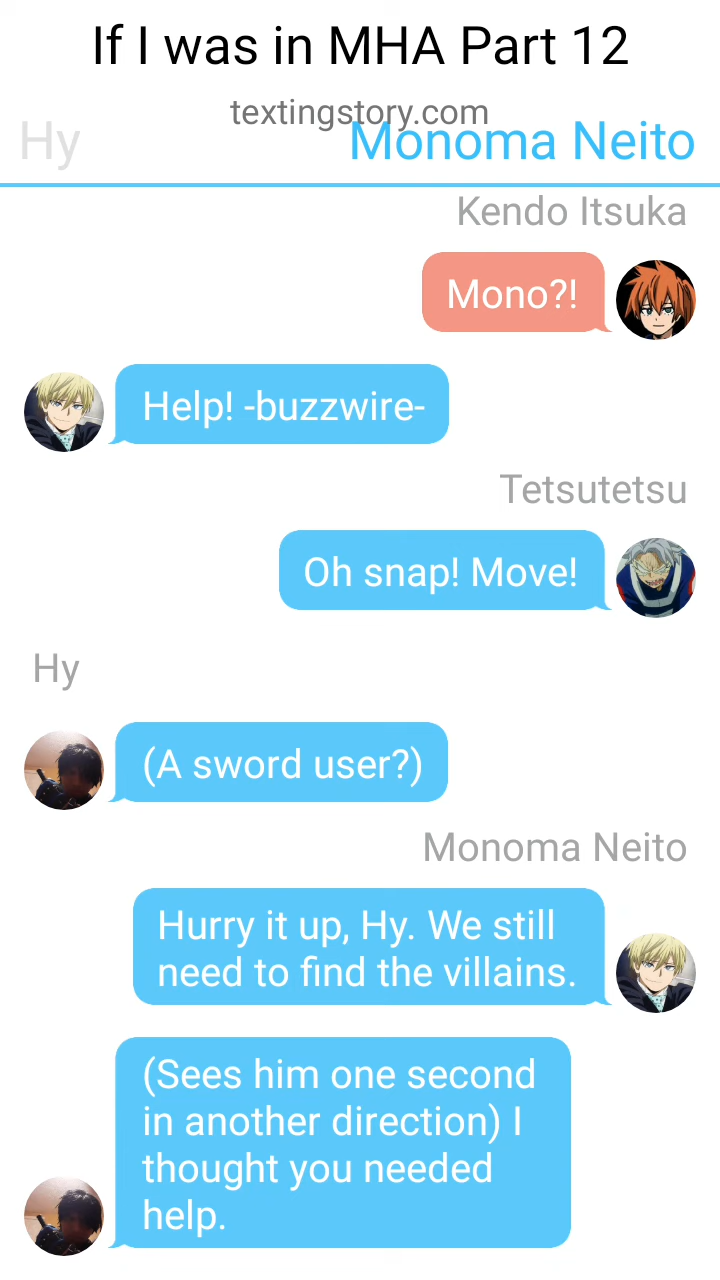 If I was in MHA Part 12
textingstory.com
Hy
Monoma Neito
Kendo Itsuka
Mono?!
Help! -buzzwire-
Tetsutetsu
Oh snap! Move!
Hy
(A sword user?)
Monoma Neito
Hurry it up, Hy. We still
need to find the villains.
(Sees him one second
in another direction) I
thought you needed
help.